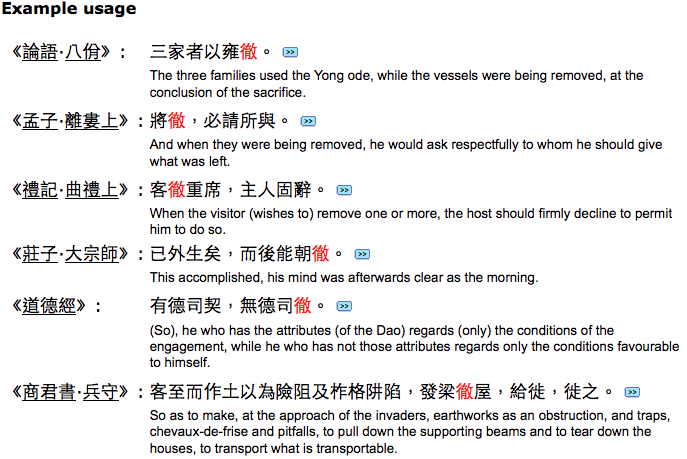 Example usage
《論語·八佾》： 三家者以雍徹。 >>
The three families used the Yong ode, while the vessels were being removed, at the
conclusion of the sacrifice.
《孟子·離婁上》：將徹，必請所與。 >>
And when they were being removed, he would ask respectfully to whom he should give
what was left.
《禮記·曲禮上》：客徹重席，主人固辭。 >>
When the visitor (wishes to) remove one or more, the host should firmly decline to permit
him to do so.
《莊子·大宗師》：已外生矣，而後能朝徹。 >>
This accomplished, his mind was afterwards clear as the morning.
《道德經》： 有德司契，無德司徹。 >>
(So), he who has the attributes (of the Dao) regards (only) the conditions of the
engagement, while he who has not those attributes regards only the conditions favourable
to himself.
《商君書·兵守》：客至而作土以為險阻及柞格阱陷，發梁徹屋，給徙，徙之。 >>
So as to make, at the approach of the invaders, earthworks as an obstruction, and traps,
chevaux-de-frise and pitfalls, to pull down the supporting beams and to tear down the
houses, to transport what is transportable.